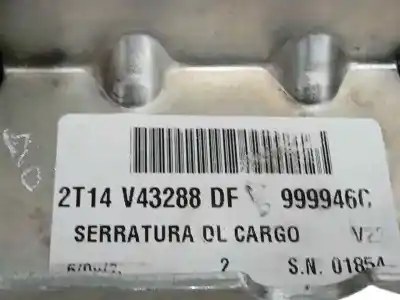 2T14 V43288 DF 999946C
SERRATURA DL CARGO
2 S.N. 01854